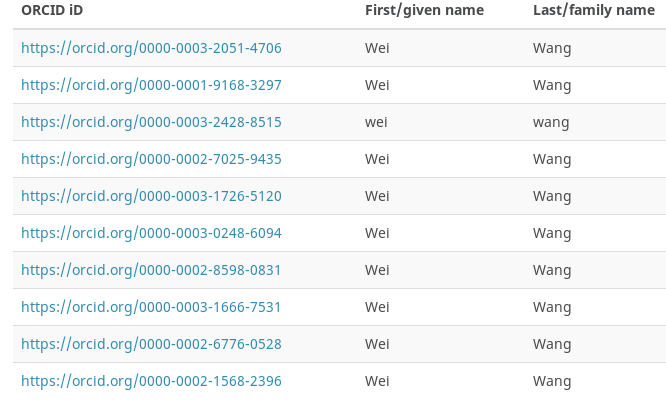 ORCID iD First/given name Last/family name
https://orcid.org/0000-0003-2051-4706 Wei Wang
https://orcid.org/0000-0001-9168-3297 Wei Wang
https://orcid.org/0000-0003-2428-8515 wei wang
https://orcid.org/0000-0002-7025-9435 Wei Wang
https://orcid.org/0000-0003-1726-5120 Wei Wang
https://orcid.org/0000-0003-0248-6094 Wei Wang
https://orcid.org/0000-0002-8598-0831 Wei Wang
https://orcid.org/0000-0003-1666-7531 Wei Wang
https://orcid.org/0000-0002-6776-0528 Wei Wang
https://orcid.org/0000-0002-1568-2396 Wei Wang